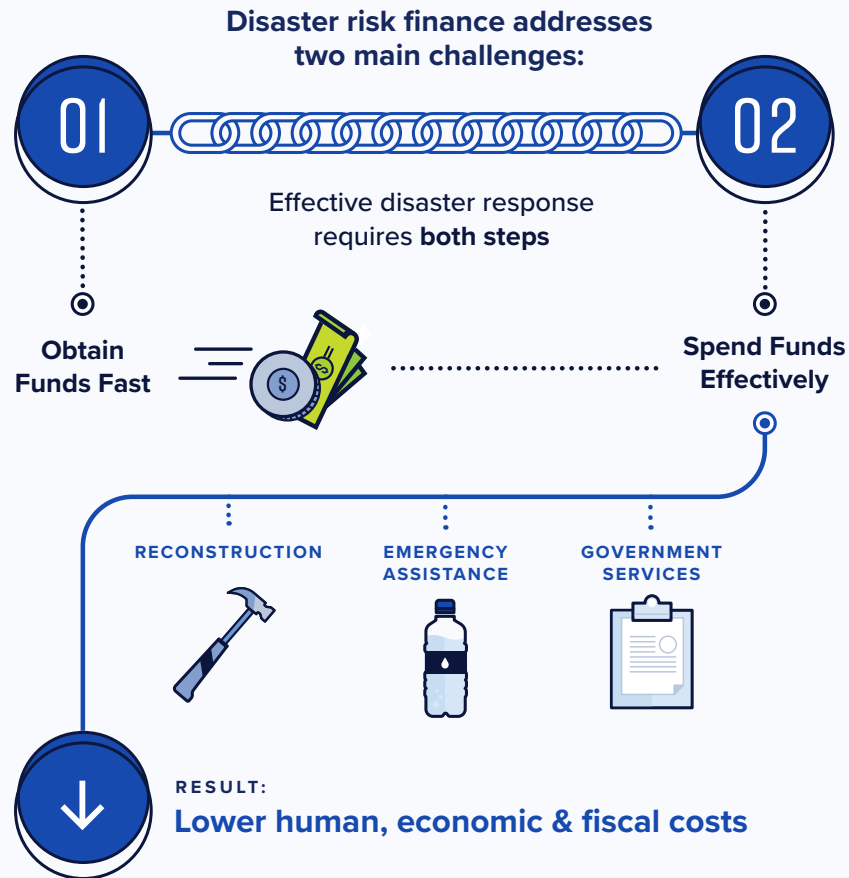 Disaster risk finance addresses
two main challenges:
01
02
Effective disaster response
requires both steps
Obtain
Funds Fast
$
$
Spend Funds
Effectively
RECONSTRUCTION
EMERGENCY
ASSISTANCE
GOVERNMENT
SERVICES
RESULT:
Lower human, economic & fiscal costs